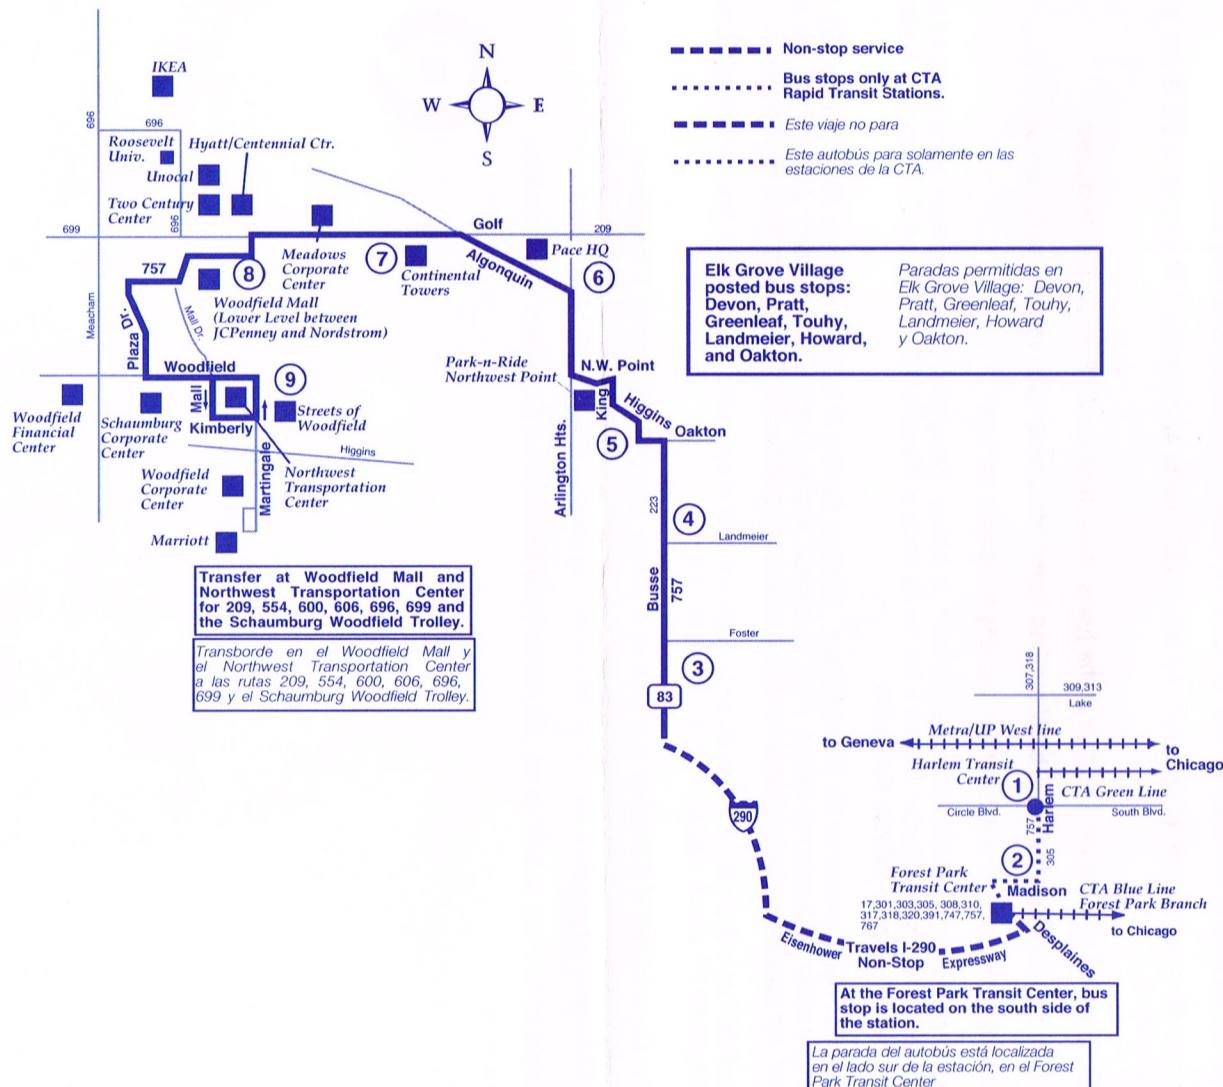 IKEA
696
696
Roosevelt
Univ.
Hyatt/Centennial Ctr.
Unocal
Two Century
Center
696
699
N
W
E
S
Non-stop service
Bus stops only at CTA
Rapid Transit Stations.
Este viaje no para
Este autobús para solamente en las
estaciones de la CTA.
Golf
209
757
8
Meadows
Corporate
Center
7
Continental
Towers
Algonquin
Pace HQ
6
Meacham
Plaza Dr.
Mall Dr.
Woodfield Mall
(Lower Level between
JCPenney and Nordstrom)
Elk Grove Village
posted bus stops:
Devon, Pratt,
Greenleaf, Touhy,
Landmeier, Howard,
and Oakton.
Paradas permitidas en
Elk Grove Village: Devon,
Pratt, Greenleaf, Touhy,
Landmeier, Howard
y Oakton.
Woodfield
9
Mall
Kimberly
Streets of
Woodfield
Woodfield
Financial
Center
Schaumburg
Corporate
Center
Higgins
Martingale
Woodfield
Corporate
Center
Northwest
Transportation
Center
Marriott
Park-n-Ride
Northwest Point
N.W. Point
King
Higgins
5
Oakton
Arlington Hts.
223
4
Landmeier
Busse
757
Foster
3
83
Transfer at Woodfield Mall and
Northwest Transportation Center
for 209, 554, 600, 606, 696, 699 and
the Schaumburg Woodfield Trolley.
Transborde en el Woodfield Mall y
el Northwest Transportation Center
a las rutas 209, 554, 600, 606, 696,
699 y el Schaumburg Woodfield Trolley.
307,318
309,313
Lake
Metra/UP West line
to Geneva
to
Chicago
Harlem Transit
Center
1
CTA Green Line
Circle Blvd.
South Blvd.
757
Harlem
290
2
305
Forest Park
Transit Center
Madison
CTA Blue Line
Forest Park Branch
17,301,303,305, 308,310,
317,318,320,391,747,757,
767
to Chicago
Desplaines
Eisenhower
Travels I-290
Non-Stop
Expressway
At the Forest Park Transit Center, bus
stop is located on the south side of
the station.
La parada del autobús está localizada
en el lado sur de la estación, en el Forest
Park Transit Center